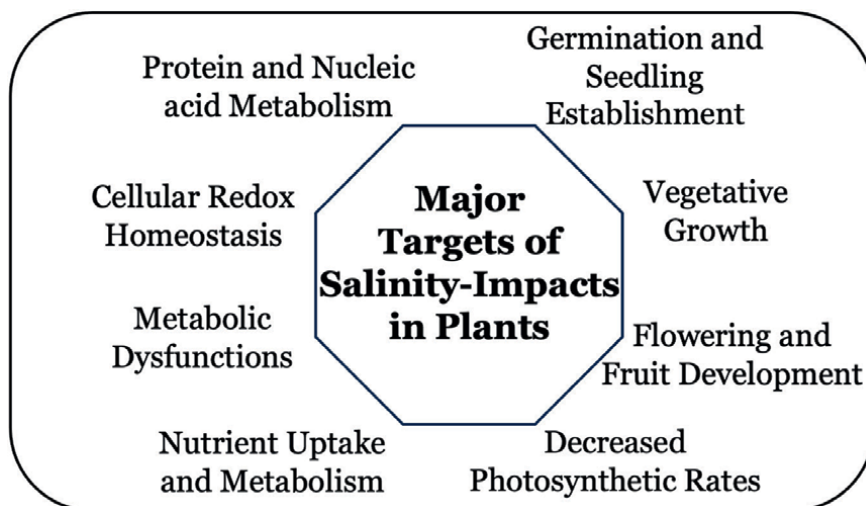 Major
Targets of
Salinity-Impacts
in Plants
Germination and
Seedling
Establishment
Vegetative
Growth
Flowering and
Fruit Development
Decreased
Photosynthetic Rates
Nutrient Uptake
and Metabolism
Metabolic
Dysfunctions
Cellular Redox
Homeostasis
Protein and Nucleic
acid Metabolism